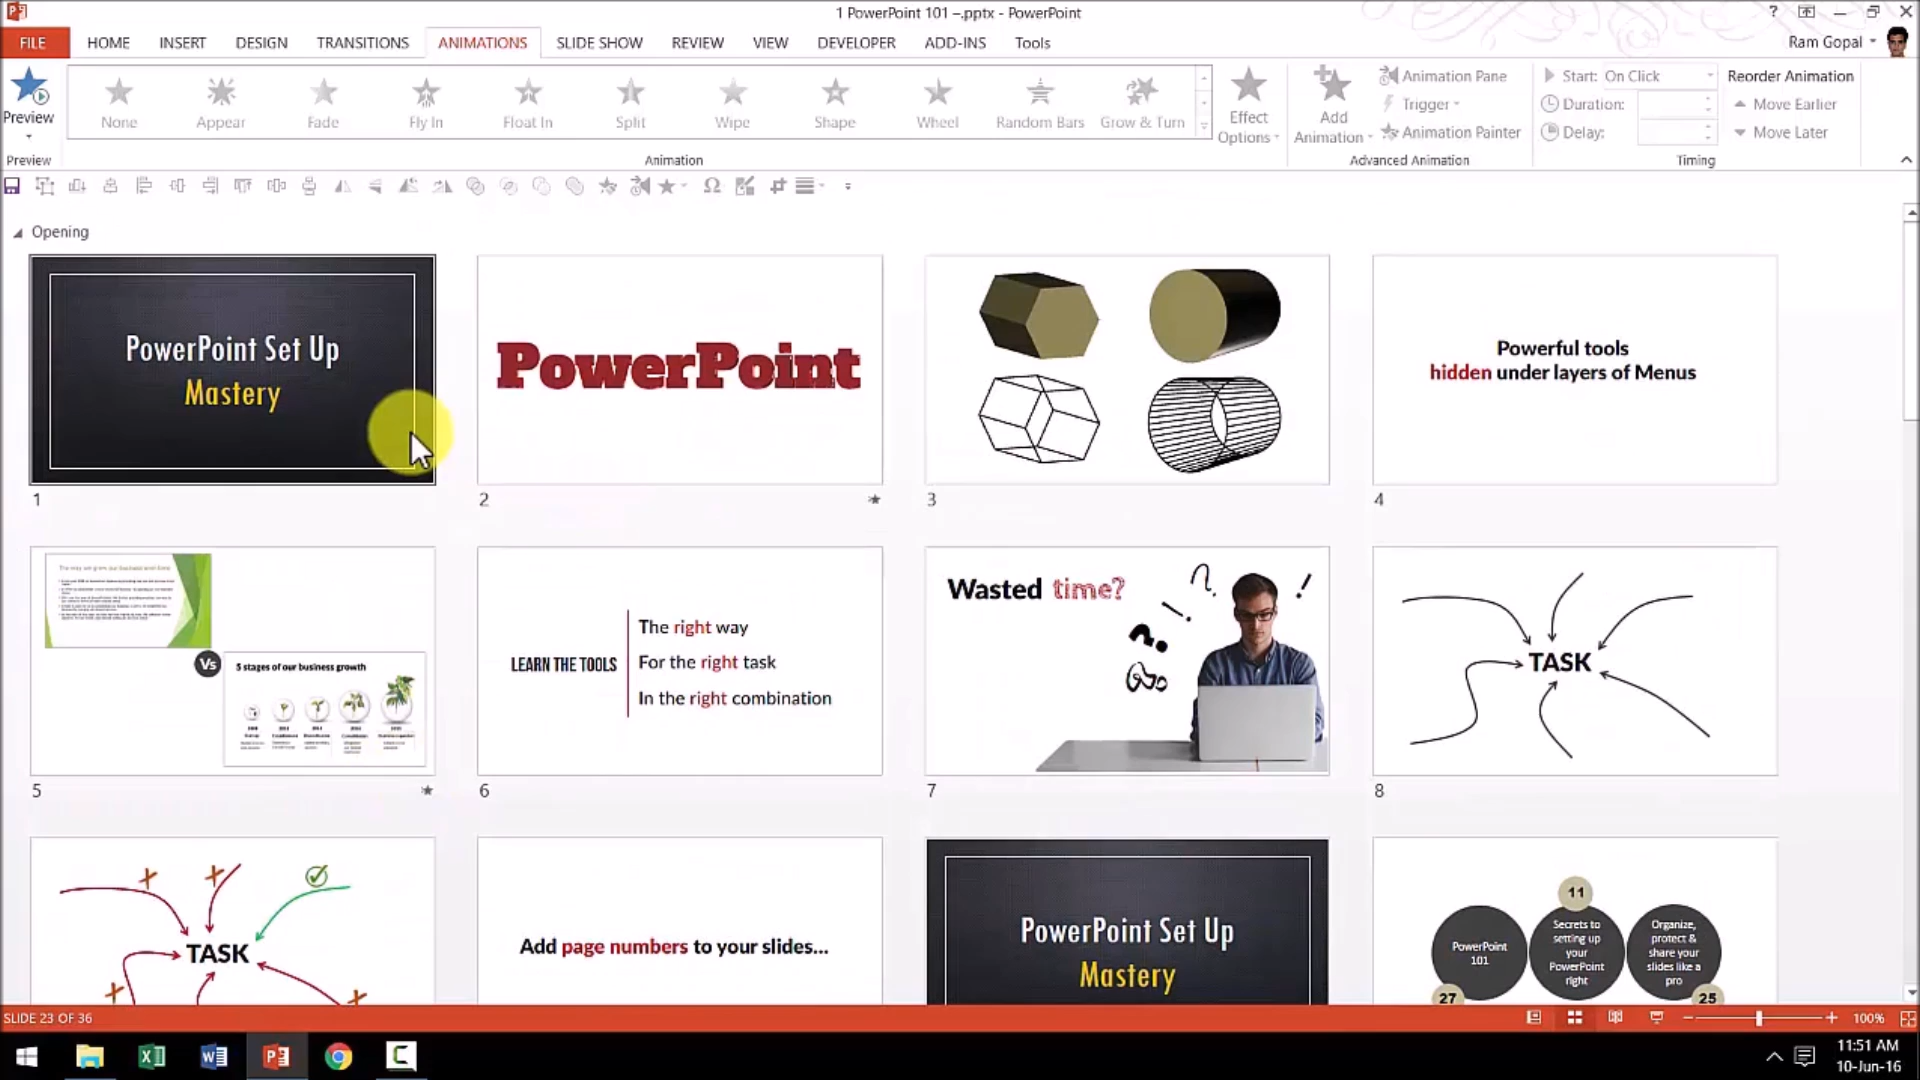 1 PowerPoint 101 –.pptx - PowerPoint
?
FILE HOME INSERT DESIGN TRANSITIONS ANIMATIONS SLIDE SHOW REVIEW VIEW DEVELOPER ADD-INS Tools
Ram Gopal
Preview
None Appear Fade Fly In Float In Split Wipe Shape Wheel Random Bars Grow & Turn
Effect Options
Add Animation
Animation Pane
Trigger
Animation Painter
Start: On Click
Duration:
Delay:
Reorder Animation
Move Earlier
Move Later
Preview
Animation
Advanced Animation
Timing
Opening
PowerPoint Set Up
Mastery
1
PowerPoint
2
3
Powerful tools
hidden under layers of Menus
4
Vs
5 stages of our business growth
5
LEARN THE TOOLS
The right way
For the right task
In the right combination
6
Wasted time?
7
TASK
8
TASK
Add page numbers to your slides...
PowerPoint Set Up
Mastery
11
PowerPoint
101
Secrets to
setting up
your
PowerPoint
right
Organize,
protect &
share your
slides like a
pro
27
25
SLIDE 23 OF 36
100%
11:51 AM
10-Jun-16